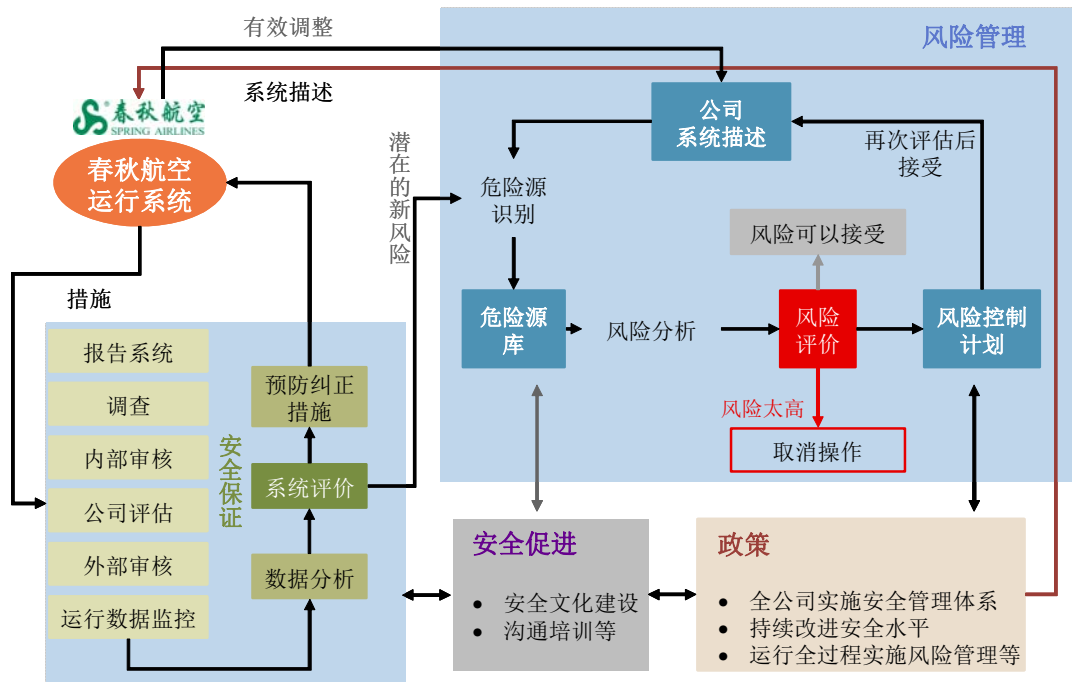 有效调整
风险管理
系统描述
春秋航空
SPRING AIRLINES
春秋航空
运行系统
公司
系统描述
再次评估后
接受
潜在的新风险
危险源
识别
风险可以接受
措施
危险源
库
风险分析
风险
评价
风险控制
计划
报告系统
调查
内部审核
公司评估
外部审核
运行数据监控
安全保证
预防纠正
措施
系统评价
数据分析
风险太高
取消操作
安全促进
• 安全文化建设
• 沟通培训等
政策
• 全公司实施安全管理体系
• 持续改进安全水平
• 运行全过程实施风险管理等